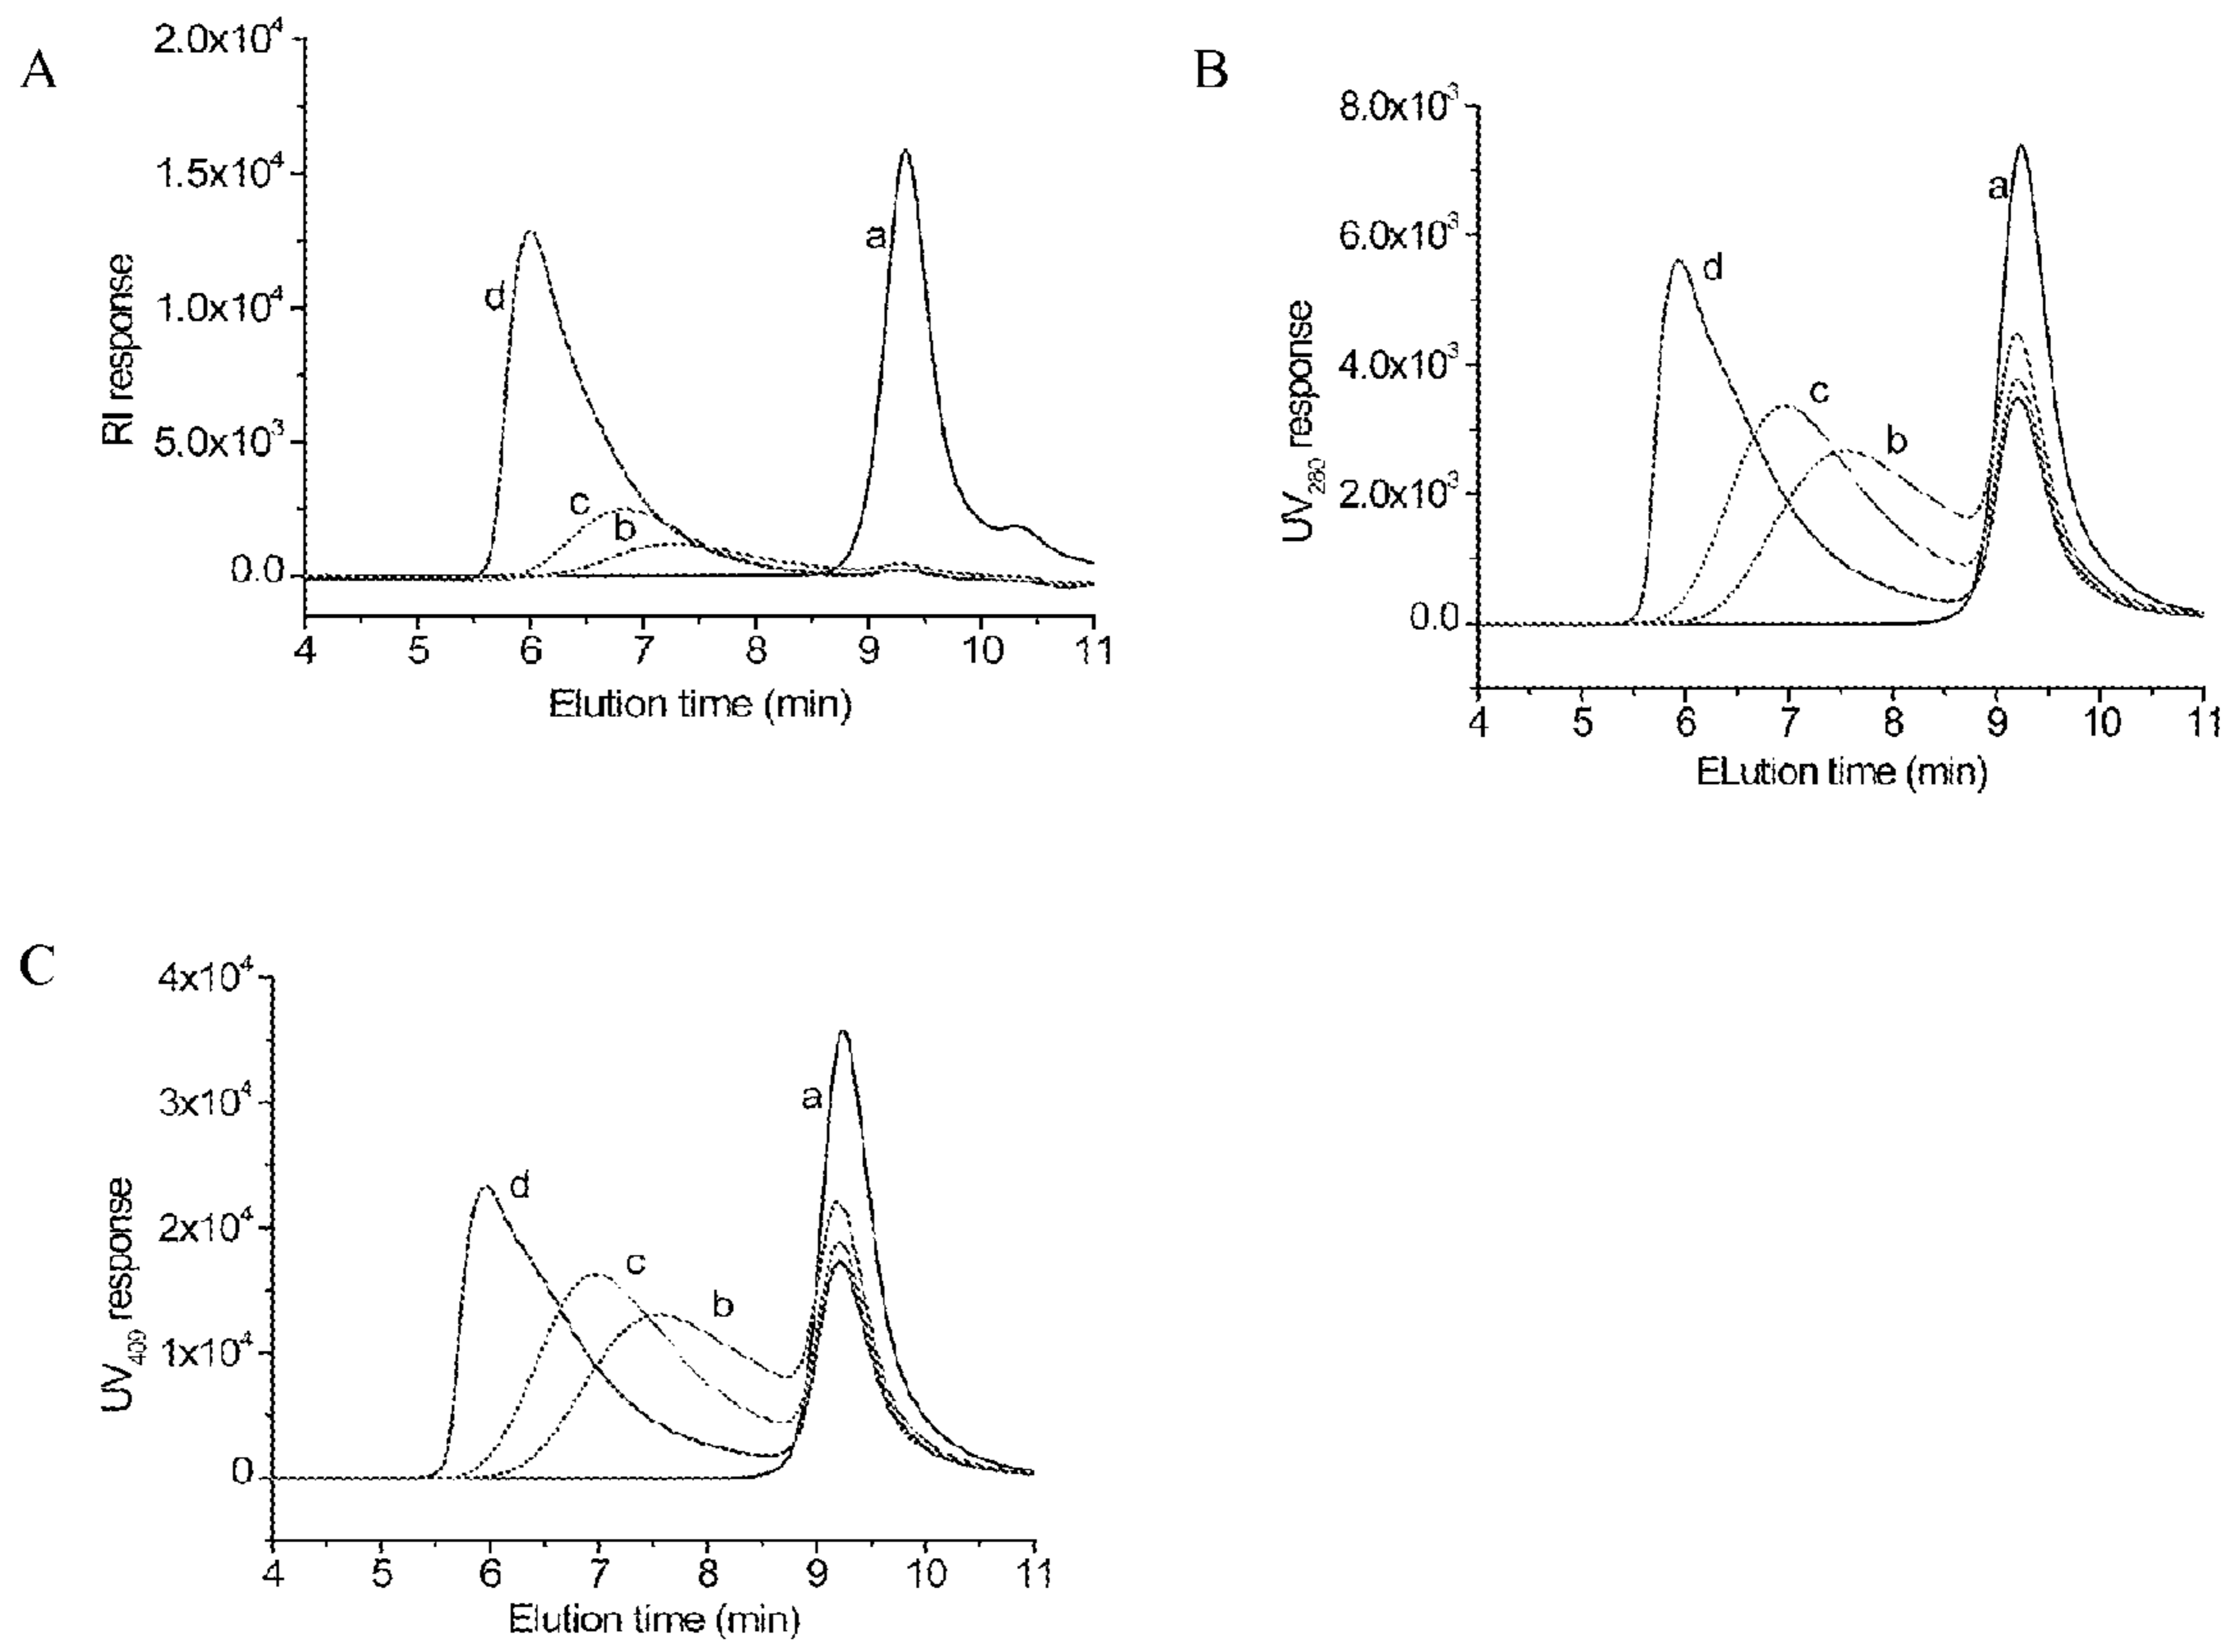 A
2.0x10⁴
1.5x10⁴
1.0x10⁴
5.0x10³
0.0
RI response
d
c
b
a
4 5 6 7 8 9 10 11
Elution time (min)
B
8.0x10³
6.0x10³
4.0x10³
2.0x10³
0.0
UV₂₈₀ response
d
c
b
a
4 5 6 7 8 9 10 11
ELution time (min)
C
4x10⁴
3x10⁴
2x10⁴
1x10⁴
0
UV₄₀₉ response
d
c
b
a
4 5 6 7 8 9 10 11
Elution time (min)